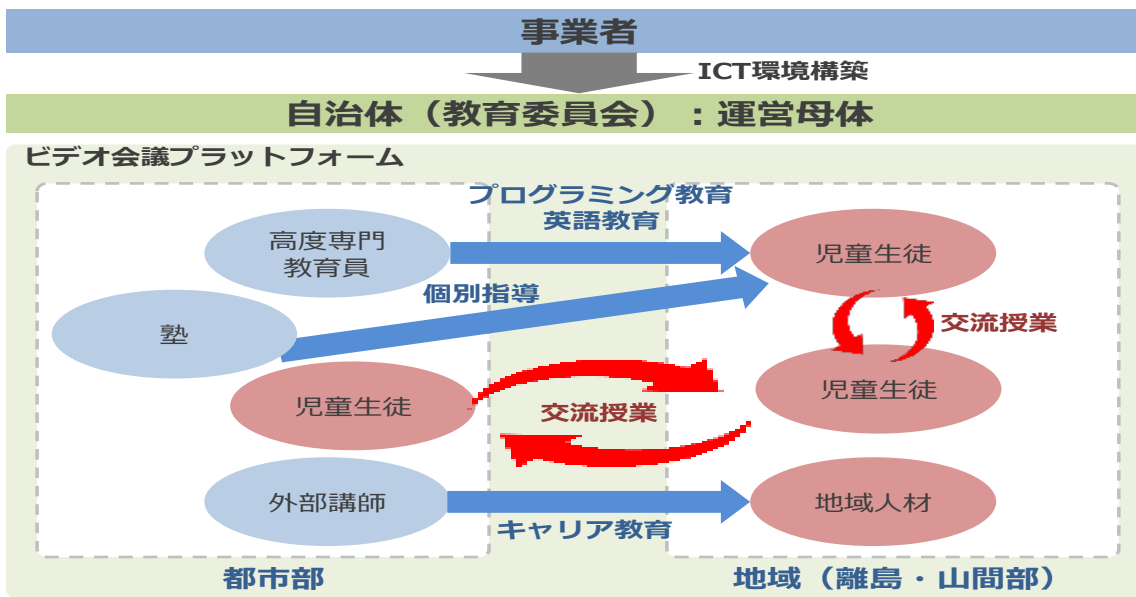 事業者
ICT環境構築
自治体（教育委員会）：運営母体
ビデオ会議プラットフォーム
プログラミング教育
英語教育
高度専門
教育員
児童生徒
個別指導
塾
交流授業
児童生徒
交流授業
児童生徒
外部講師
キャリア教育
地域人材
都市部
地域（離島・山間部）